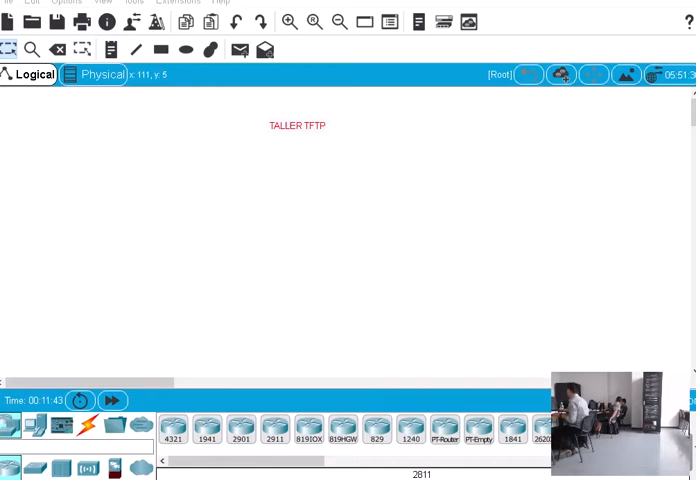 Edit Options View Tools Extensions Help
?
Logical Physical x: 111, y: 5 [Root] 05:51:3
TALLER TFTP
Time: 00:11:43
4321 1941 2901 2911 819IOX 819HGW 829 1240 PT-Router PT-Empty 1841 2620
2811